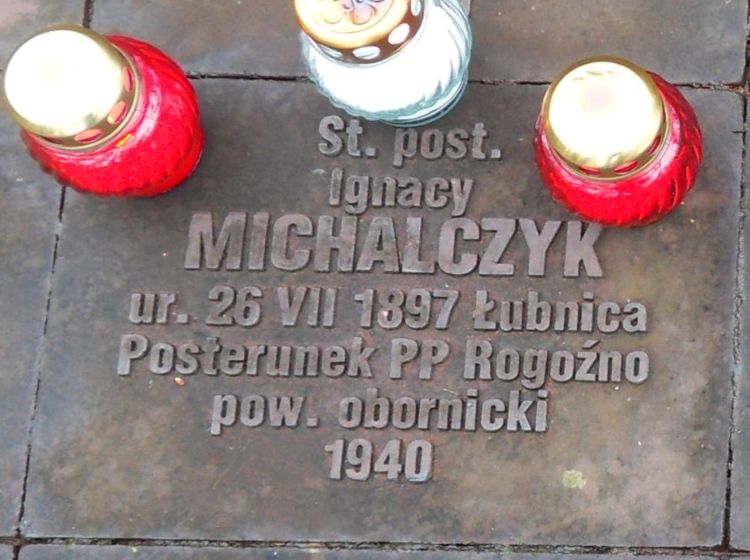 St. post.
Ignacy
MICHALCZYK
ur. 26 VII 1897 Łubnica
Posterunek PP Rogoźno
pow. obornicki
1940